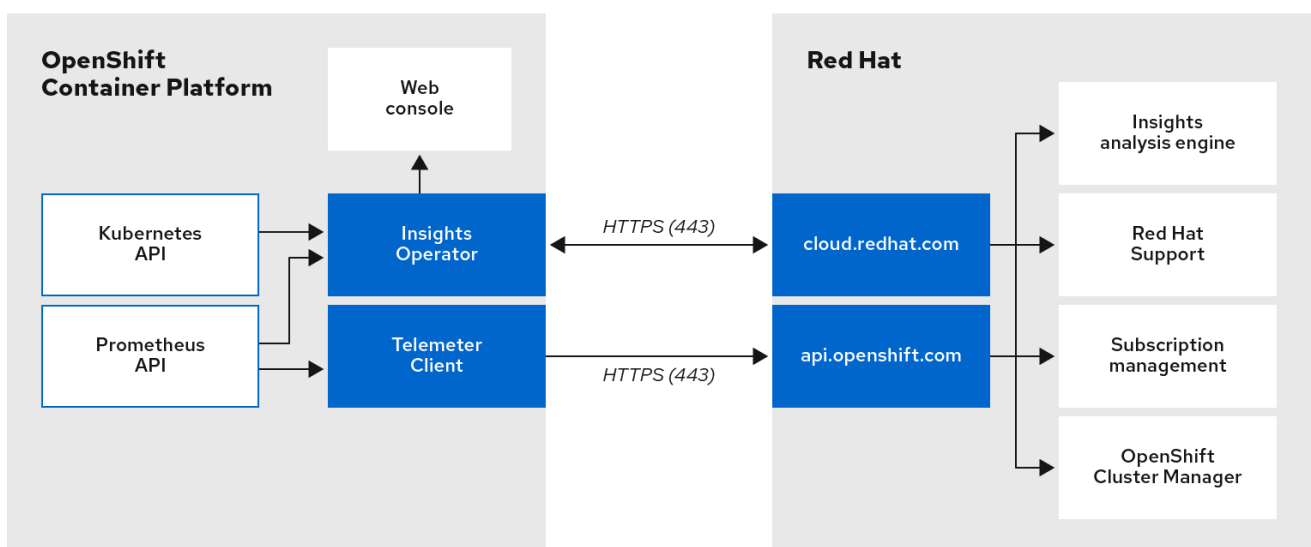 OpenShift
Container Platform
Web
console
Kubernetes
API
Insights
Operator
Prometheus
API
Telemeter
Client
HTTPS (443)
HTTPS (443)
Red Hat
cloud.redhat.com
api.openshift.com
Insights
analysis engine
Red Hat
Support
Subscription
management
OpenShift
Cluster Manager